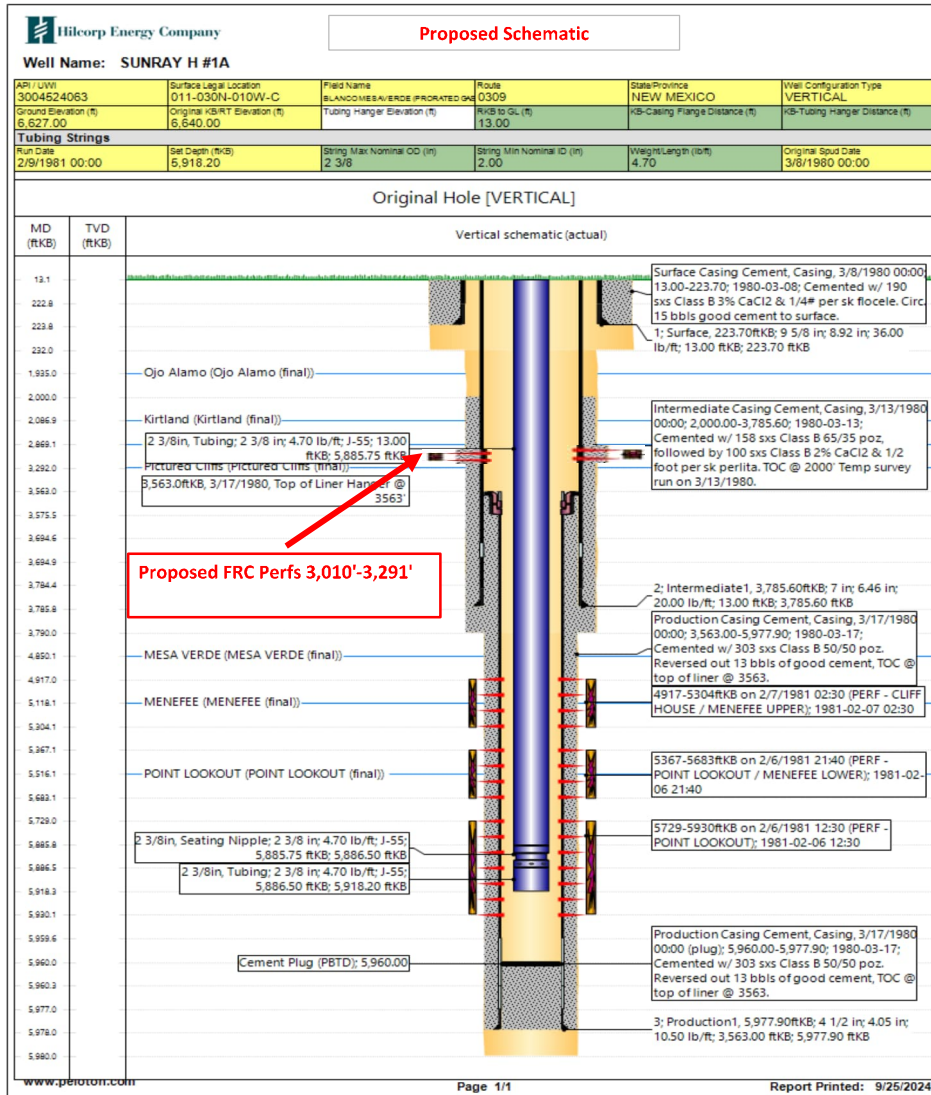 Hilcorp Energy Company
Proposed Schematic
Well Name: SUNRAY H #1A
API / UWI
3004524063
Surface Legal Location
011-030N-010W-C
Field Name
BLANCO MESAVERDE (PRORATED GAS
Route
0309
State/Province
NEW MEXICO
Well Configuration Type
VERTICAL
Ground Elevation (ft)
6,627.00
Original KB/RT Elevation (ft)
6,640.00
Tubing Hanger Elevation (ft)
RKB to GL (ft)
13.00
KB-Casing Flange Distance (ft)
KB-Tubing Hanger Distance (ft)
Tubing Strings
Run Date
2/9/1981 00:00
Set Depth (ftKB)
5,918.20
String Max Nominal OD (in)
2 3/8
String Min Nominal ID (in)
2.00
Weight/Length (lb/ft)
4.70
Original Spud Date
3/8/1980 00:00
Original Hole [VERTICAL]
MD
(ftKB)
TVD
(ftKB)
Vertical schematic (actual)
13.1
222.8
223.8
232.0
1,935.0
2,000.0
2,086.9
2,869.1
3,292.0
3,563.0
3,575.5
3,694.6
3,694.9
3,784.4
3,785.8
3,790.0
4,850.1
4,917.0
5,118.1
5,304.1
5,367.1
5,516.1
5,683.1
5,729.0
5,885.8
5,886.5
5,918.3
5,930.1
5,959.6
5,960.0
5,960.3
5,977.0
5,978.0
5,980.0
Surface Casing Cement, Casing, 3/8/1980 00:00;
13.00-223.70; 1980-03-08; Cemented w/ 190
sxs Class B 3% CaCl2 & 1/4# per sk flocele. Circ.
15 bbls good cement to surface.
1; Surface, 223.70ftKB; 9 5/8 in; 8.92 in; 36.00
lb/ft; 13.00 ftKB; 223.70 ftKB
Ojo Alamo (Ojo Alamo (final))
Kirtland (Kirtland (final))
2 3/8in, Tubing; 2 3/8 in; 4.70 lb/ft; J-55; 13.00
ftKB; 5,885.75 ftKB
Pictured Cliffs (Pictured Cliffs (final))
3,563.0ftKB, 3/17/1980, Top of Liner Hanger @
3563'
Intermediate Casing Cement, Casing, 3/13/1980
00:00; 2,000.00-3,785.60; 1980-03-13;
Cemented w/ 158 sxs Class B 65/35 poz,
followed by 100 sxs Class B 2% CaCl2 & 1/2
foot per sk perlita. TOC @ 2000' Temp survey
run on 3/13/1980.
Proposed FRC Perfs 3,010'-3,291'
2; Intermediate1, 3,785.60ftKB; 7 in; 6.46 in;
20.00 lb/ft; 13.00 ftKB; 3,785.60 ftKB
Production Casing Cement, Casing, 3/17/1980
00:00; 3,563.00-5,977.90; 1980-03-17;
Cemented w/ 303 sxs Class B 50/50 poz.
Reversed out 13 bbls of good cement, TOC @
top of liner @ 3563.
MESA VERDE (MESA VERDE (final))
4917-5304ftKB on 2/7/1981 02:30 (PERF - CLIFF
HOUSE / MENEFEE UPPER); 1981-02-07 02:30
MENEFEE (MENEFEE (final))
5367-5683ftKB on 2/6/1981 21:40 (PERF -
POINT LOOKOUT / MENEFEE LOWER); 1981-02-
06 21:40
POINT LOOKOUT (POINT LOOKOUT (final))
5729-5930ftKB on 2/6/1981 12:30 (PERF -
POINT LOOKOUT); 1981-02-06 12:30
2 3/8in, Seating Nipple; 2 3/8 in; 4.70 lb/ft; J-55;
5,885.75 ftKB; 5,886.50 ftKB
2 3/8in, Tubing; 2 3/8 in; 4.70 lb/ft; J-55;
5,886.50 ftKB; 5,918.20 ftKB
Production Casing Cement, Casing, 3/17/1980
00:00 (plug); 5,960.00-5,977.90; 1980-03-17;
Cemented w/ 303 sxs Class B 50/50 poz.
Reversed out 13 bbls of good cement, TOC @
top of liner @ 3563.
Cement Plug (PBTD); 5,960.00
3; Production1, 5,977.90ftKB; 4 1/2 in; 4.05 in;
10.50 lb/ft; 3,563.00 ftKB; 5,977.90 ftKB
www.peloton.com
Page 1/1
Report Printed: 9/25/2024